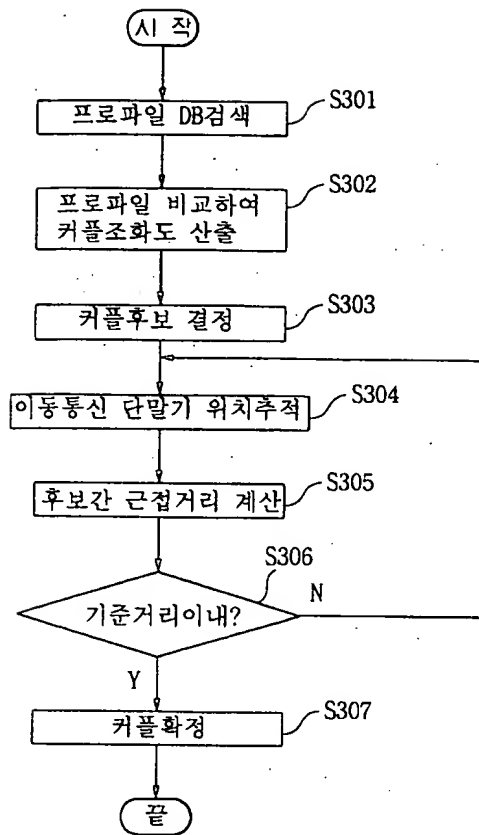 시 작
S301
프로파일 DB검색
S302
프로파일 비교하여
커플조화도 산출
S303
커플후보 결정
S304
이동통신 단말기 위치추적
S305
후보간 근접거리 계산
S306
기준거리이내?
N
Y
S307
커플확정
끝